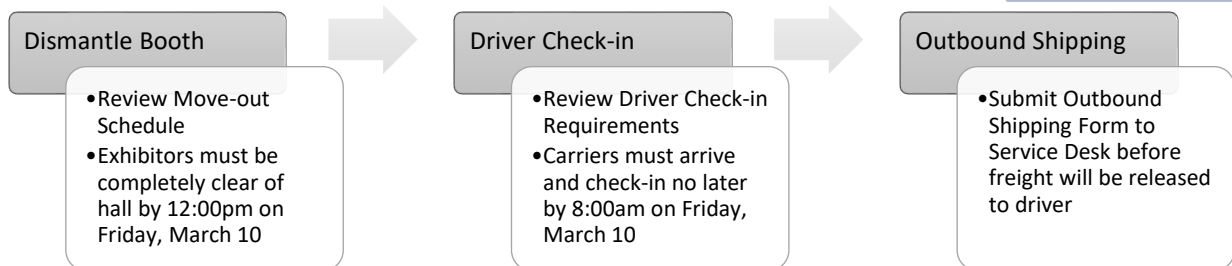 Dismantle Booth
•Review Move-out
Schedule
•Exhibitors must be
completely clear of
hall by 12:00pm on
Friday, March 10
Driver Check-in
•Review Driver Check-in
Requirements
•Carriers must arrive
and check-in no later
by 8:00am on Friday,
March 10
Outbound Shipping
•Submit Outbound
Shipping Form to
Service Desk before
freight will be released
to driver